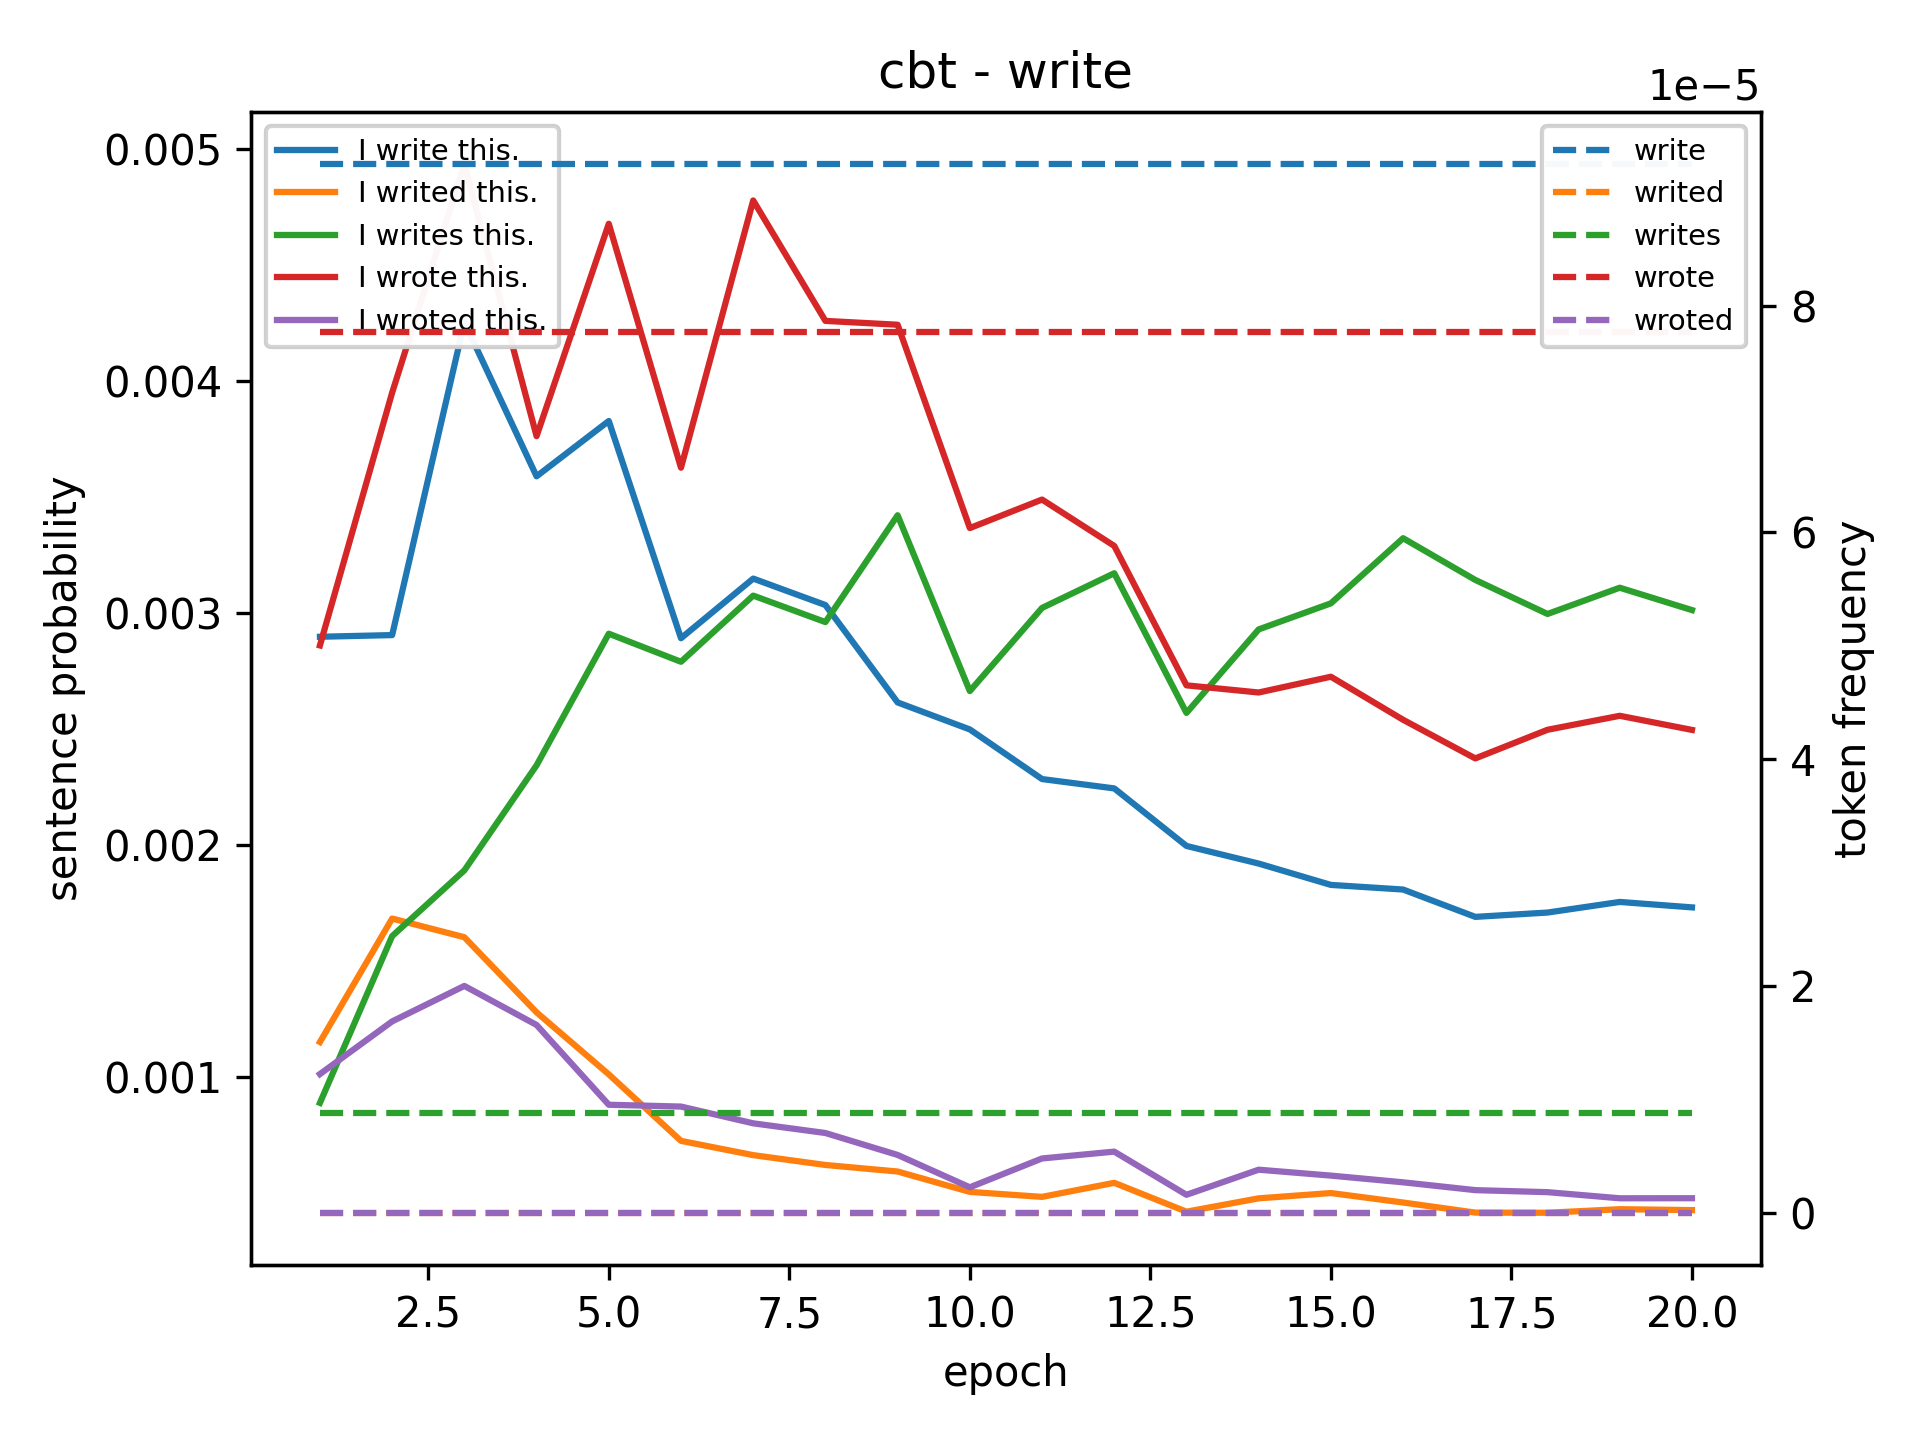 cbt - write
1e−5
I write this.
I writed this.
I writes this.
I wrote this.
I wroted this.
write
writed
writes
wrote
wroted
0.005
0.004
0.003
0.002
0.001
sentence probability
8
6
4
2
0
token frequency
2.5
5.0
7.5
10.0
12.5
15.0
17.5
20.0
epoch